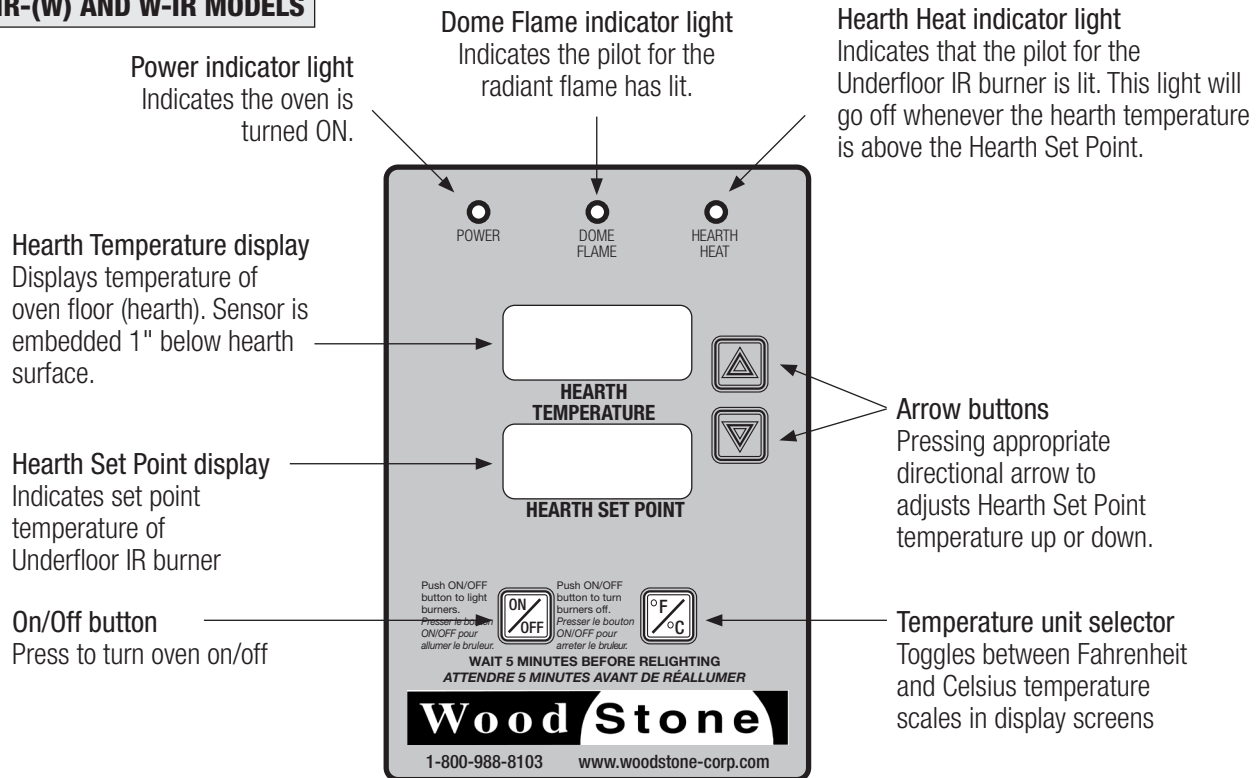 IR-(W) AND W-IR MODELS
Power indicator light
Indicates the oven is
turned ON.
Dome Flame indicator light
Indicates the pilot for the
radiant flame has lit.
Hearth Heat indicator light
Indicates that the pilot for the
Underfloor IR burner is lit. This light will
go off whenever the hearth temperature
is above the Hearth Set Point.
Hearth Temperature display
Displays temperature of
oven floor (hearth). Sensor is
embedded 1" below hearth
surface.
Hearth Set Point display
Indicates set point
temperature of
Underfloor IR burner
On/Off button
Press to turn oven on/off
POWER
DOME
FLAME
HEARTH
HEAT
HEARTH
TEMPERATURE
HEARTH SET POINT
Push ON/OFF
button to light
burners.
Presser le bouton
ON/OFF pour
allumer le bruleur.
ON/OFF
Push ON/OFF
button to turn
burners off.
Presser le bouton
ON/OFF pour
arreter le bruleur.
°F/°C
WAIT 5 MINUTES BEFORE RELIGHTING
ATTENDRE 5 MINUTES AVANT DE RÉALLUMER
Wood Stone
1-800-988-8103 www.woodstone-corp.com
Arrow buttons
Pressing appropriate
directional arrow to
adjusts Hearth Set Point
temperature up or down.
Temperature unit selector
Toggles between Fahrenheit
and Celsius temperature
scales in display screens